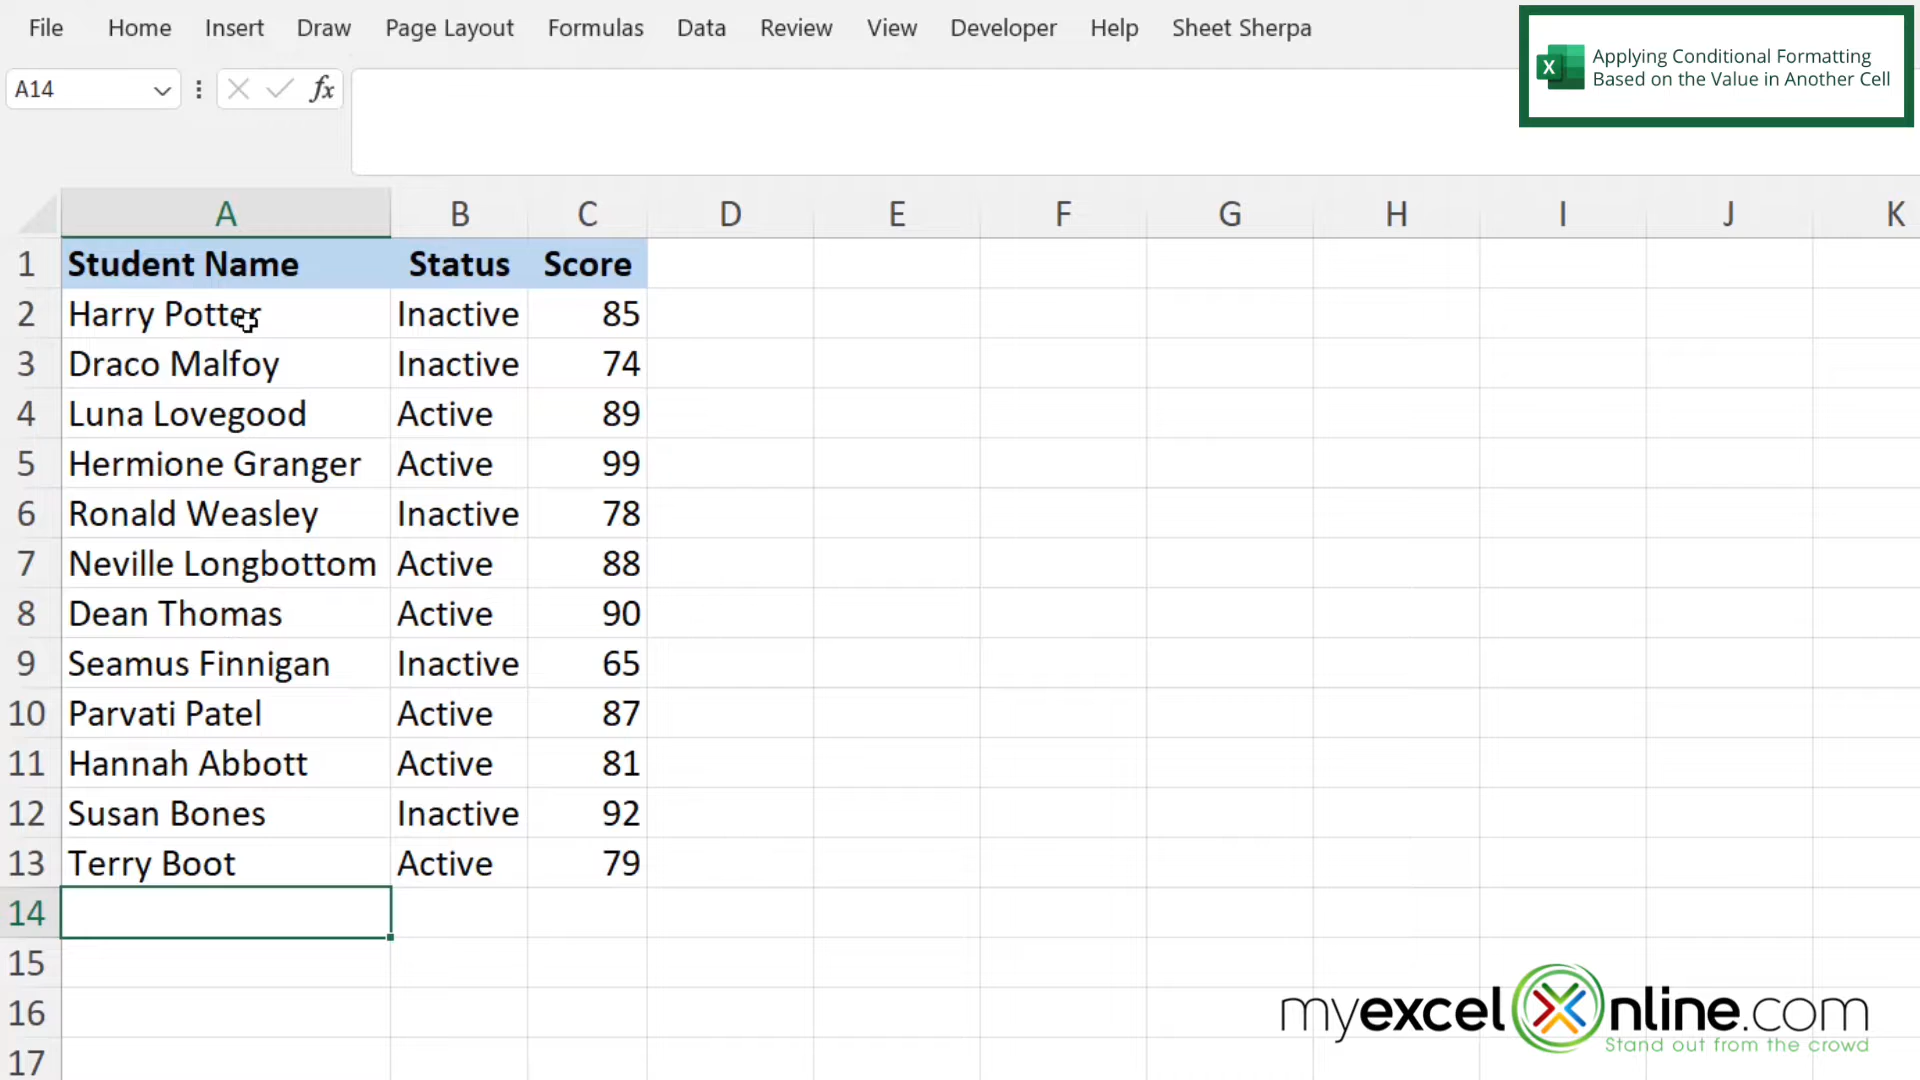 File Home Insert Draw Page Layout Formulas Data Review View Developer Help Sheet Sherpa
Applying Conditional Formatting
Based on the Value in Another Cell
A14 fx
A B C D E F G H I J K
1 Student Name Status Score
2 Harry Potter Inactive 85
3 Draco Malfoy Inactive 74
4 Luna Lovegood Active 89
5 Hermione Granger Active 99
6 Ronald Weasley Inactive 78
7 Neville Longbottom Active 88
8 Dean Thomas Active 90
9 Seamus Finnigan Inactive 65
10 Parvati Patel Active 87
11 Hannah Abbott Active 81
12 Susan Bones Inactive 92
13 Terry Boot Active 79
14
15
16
17
myexcelOnline.com
Stand out from the crowd